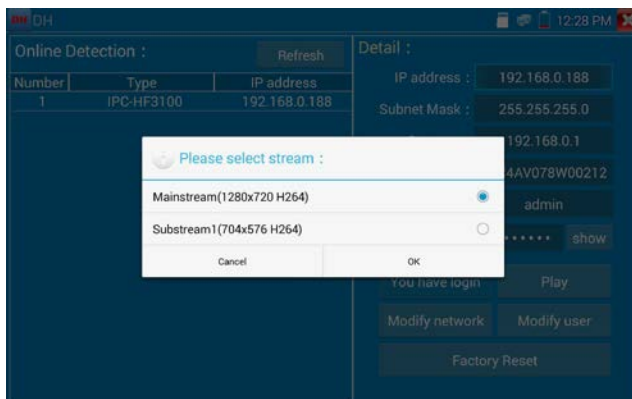 DH DH
12:28 PM
Online Detection :
Refresh
Number Type IP address
1 IPC-HF3100 192.168.0.188
Detail :
IP address : 192.168.0.188
Subnet Mask : 255.255.255.0
192.168.0.1
4AV078W00212
admin
show
You have login
Play
Modify network
Modify user
Factory Reset
Please select stream :
Mainstream(1280x720 H264)
Substream1(704x576 H264)
Cancel
OK